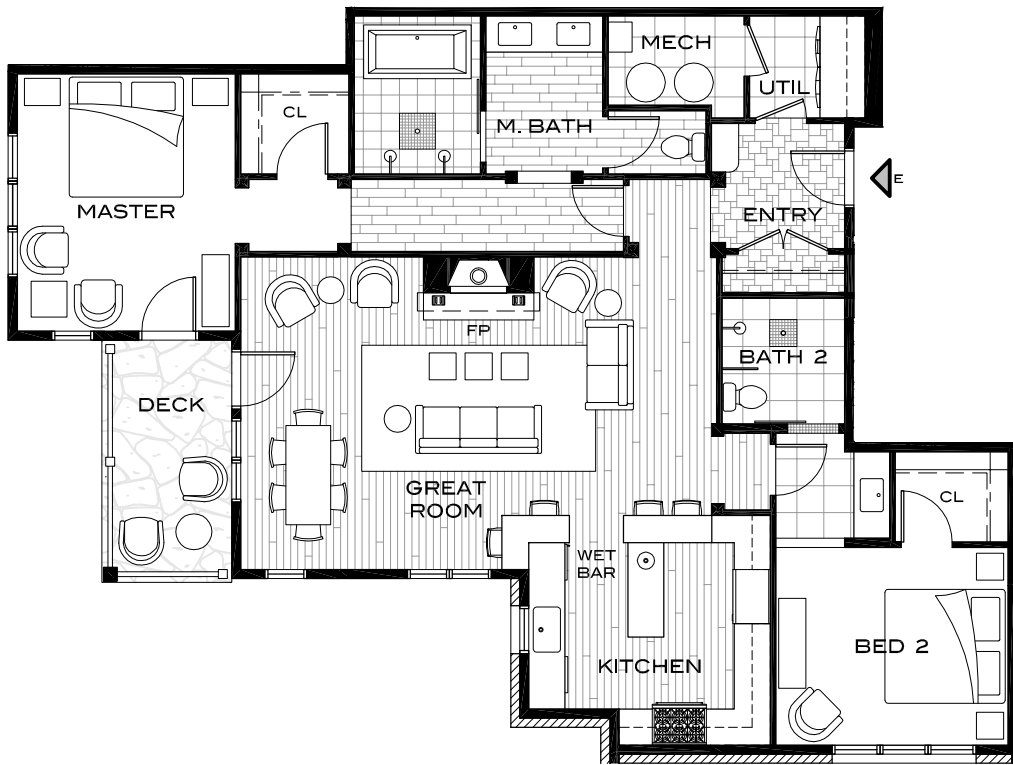 MECH
UTIL
CL
M. BATH
E
MASTER
ENTRY
FP
BATH 2
DECK
GREAT
ROOM
CL
WET
BAR
BED 2
KITCHEN